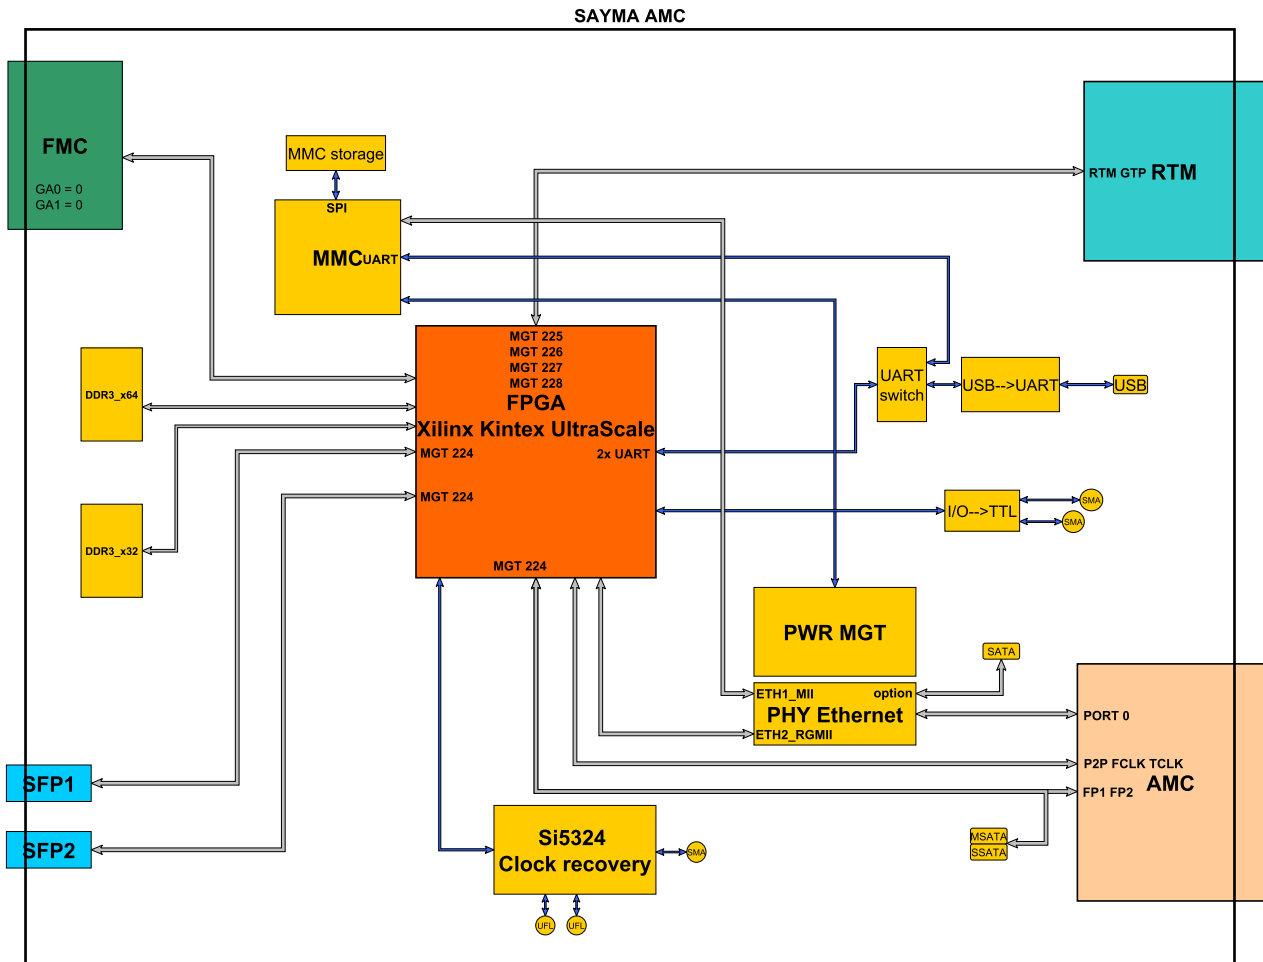 SAYMA AMC
FMC
GA0 = 0
GA1 = 0
MMC storage
SPI
MMC
UART
RTM GTP
RTM
MGT 225
MGT 226
MGT 227
MGT 228
FPGA
Xilinx Kintex UltraScale
MGT 224
2x UART
MGT 224
MGT 224
DDR3_x64
DDR3_x32
UART
switch
USB-->UART
USB
I/O-->TTL
SMA
SMA
PWR MGT
SATA
ETH1_MII
option
PHY Ethernet
ETH2_RGMII
PORT 0
P2P FCLK TCLK
AMC
FP1 FP2
SFP1
SFP2
Si5324
Clock recovery
SMA
UFL
UFL
MSATA
SSATA